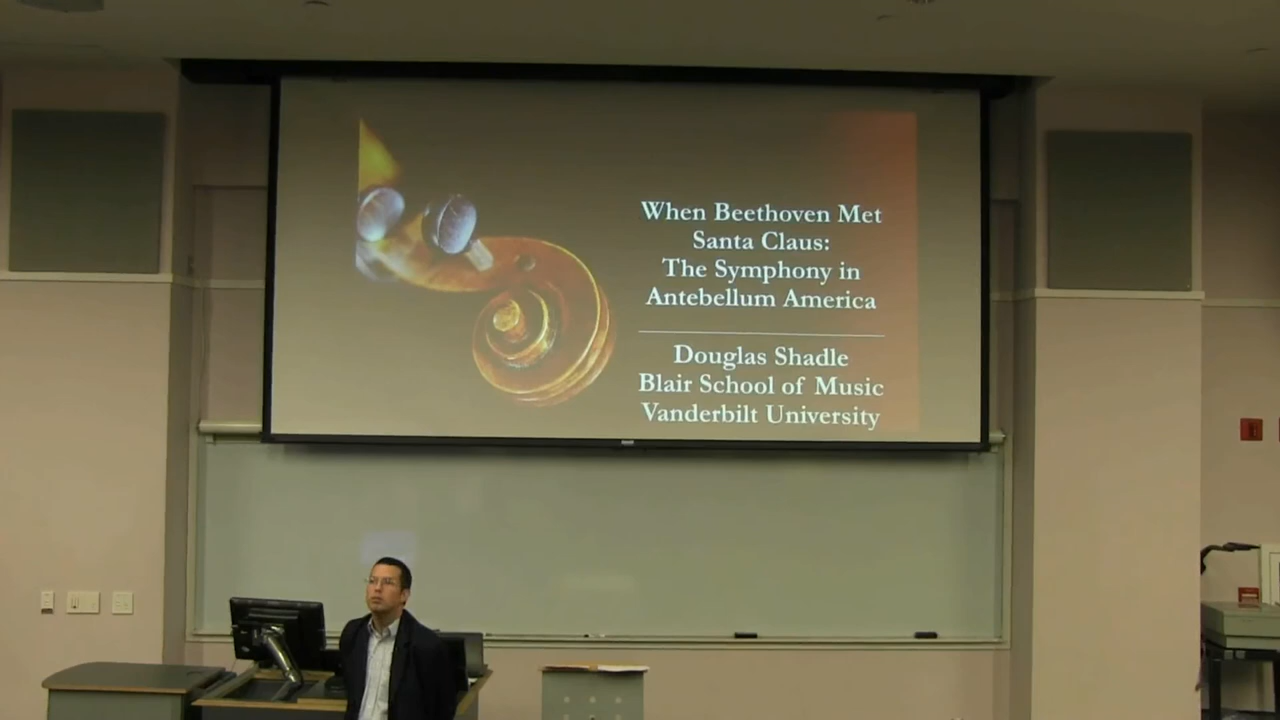 When Beethoven Met
Santa Claus:
The Symphony in
Antebellum America
Douglas Shadle
Blair School of Music
Vanderbilt University